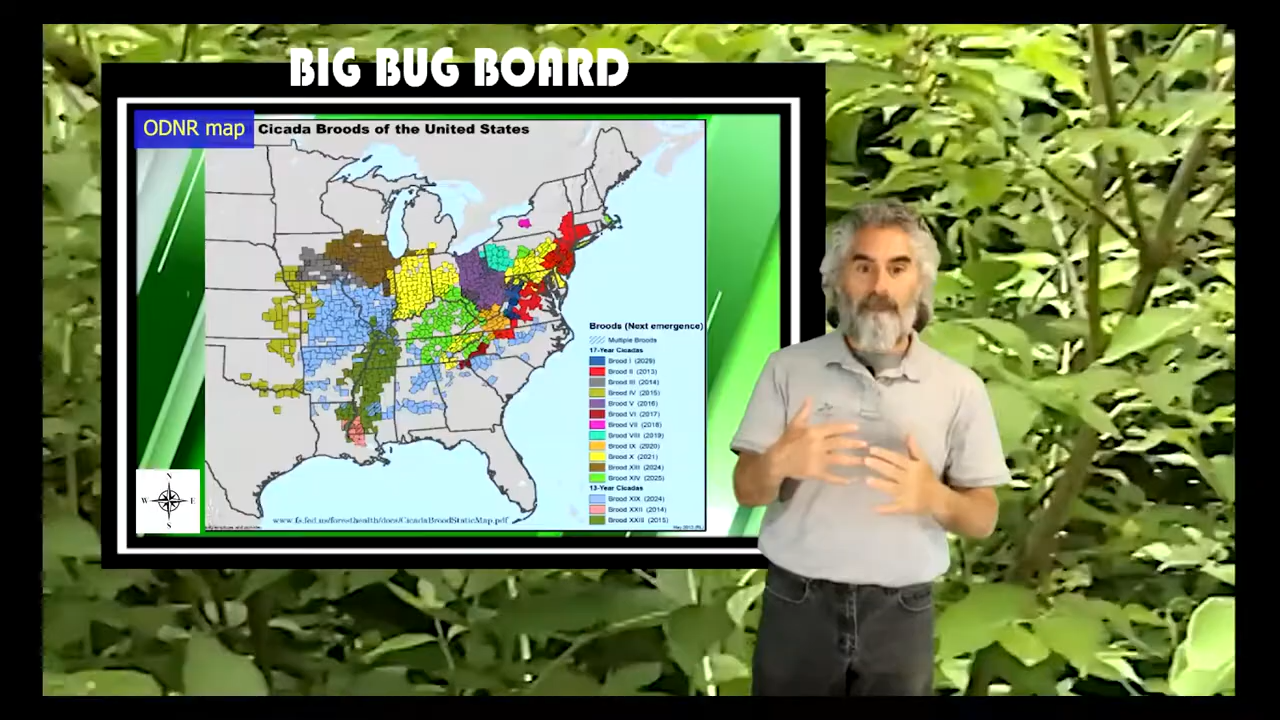 BIG BUG BOARD
ODNR map
Cicada Broods of the United States
Broods (Next emergence)
Multiple Broods
17-Year Cicadas
Brood I (2029)
Brood II (2013)
Brood III (2014)
Brood IV (2015)
Brood V (2016)
Brood VI (2017)
Brood VII (2018)
Brood VIII (2019)
Brood IX (2020)
Brood X (2021)
Brood XIII (2024)
Brood XIV (2025)
13-Year Cicadas
Brood XIX (2024)
Brood XXII (2014)
Brood XXIII (2015)
N
W E
S
www.fs.fed.us/foresthealth/docs/CicadaBroodStaticMap.pdf